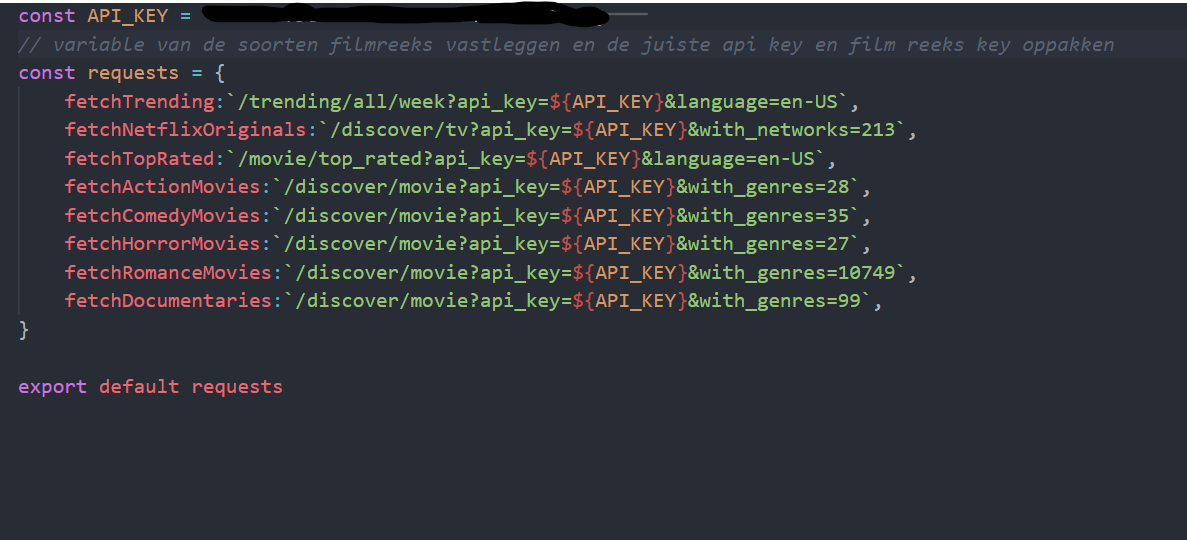 const API_KEY =
// variable van de soorten filmreeks vastleggen en de juiste api key en film reeks key oppakken
const requests = {
    fetchTrending:`/trending/all/week?api_key=${API_KEY}&language=en-US`,
    fetchNetflixOriginals:`/discover/tv?api_key=${API_KEY}&with_networks=213`,
    fetchTopRated:`/movie/top_rated?api_key=${API_KEY}&language=en-US`,
    fetchActionMovies:`/discover/movie?api_key=${API_KEY}&with_genres=28`,
    fetchComedyMovies:`/discover/movie?api_key=${API_KEY}&with_genres=35`,
    fetchHorrorMovies:`/discover/movie?api_key=${API_KEY}&with_genres=27`,
    fetchRomanceMovies:`/discover/movie?api_key=${API_KEY}&with_genres=10749`,
    fetchDocumentaries:`/discover/movie?api_key=${API_KEY}&with_genres=99`,
}
export default requests